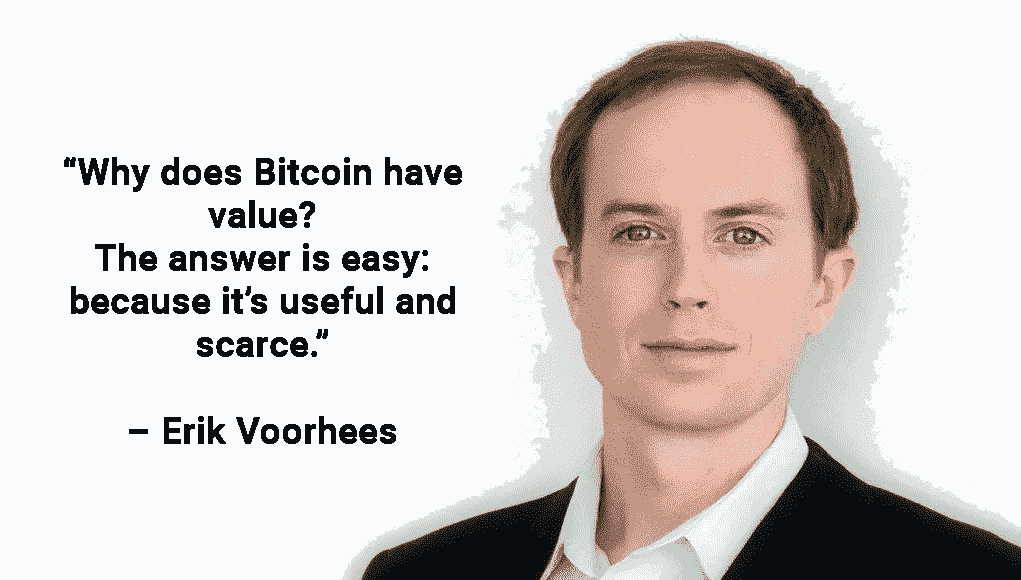 “Why does Bitcoin have
value?
The answer is easy:
because it’s useful and
scarce.”
– Erik Voorhees